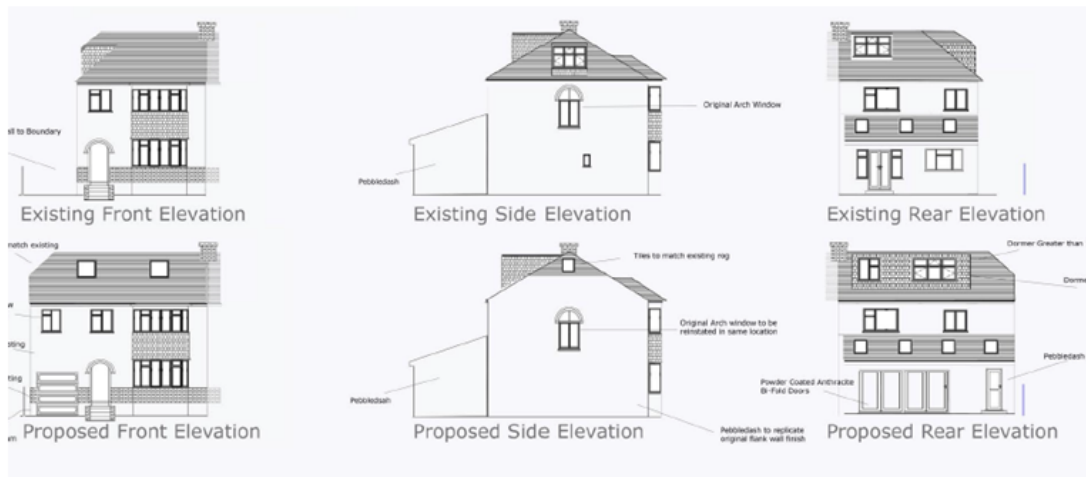 Original Arch Window
all to Boundary
Pebbledash
Existing Front Elevation
Existing Side Elevation
Existing Rear Elevation
match existing
Tiles to match existing rog
Dormer Greater than
Dorme
Original Arch window to be
reinstated in same location
Pebbledash
Powder Coated Anthracite
Bi-Fold Doors
Pebbledash
Pebbledash to replicate
original flank wall finish
Proposed Front Elevation
Proposed Side Elevation
Proposed Rear Elevation